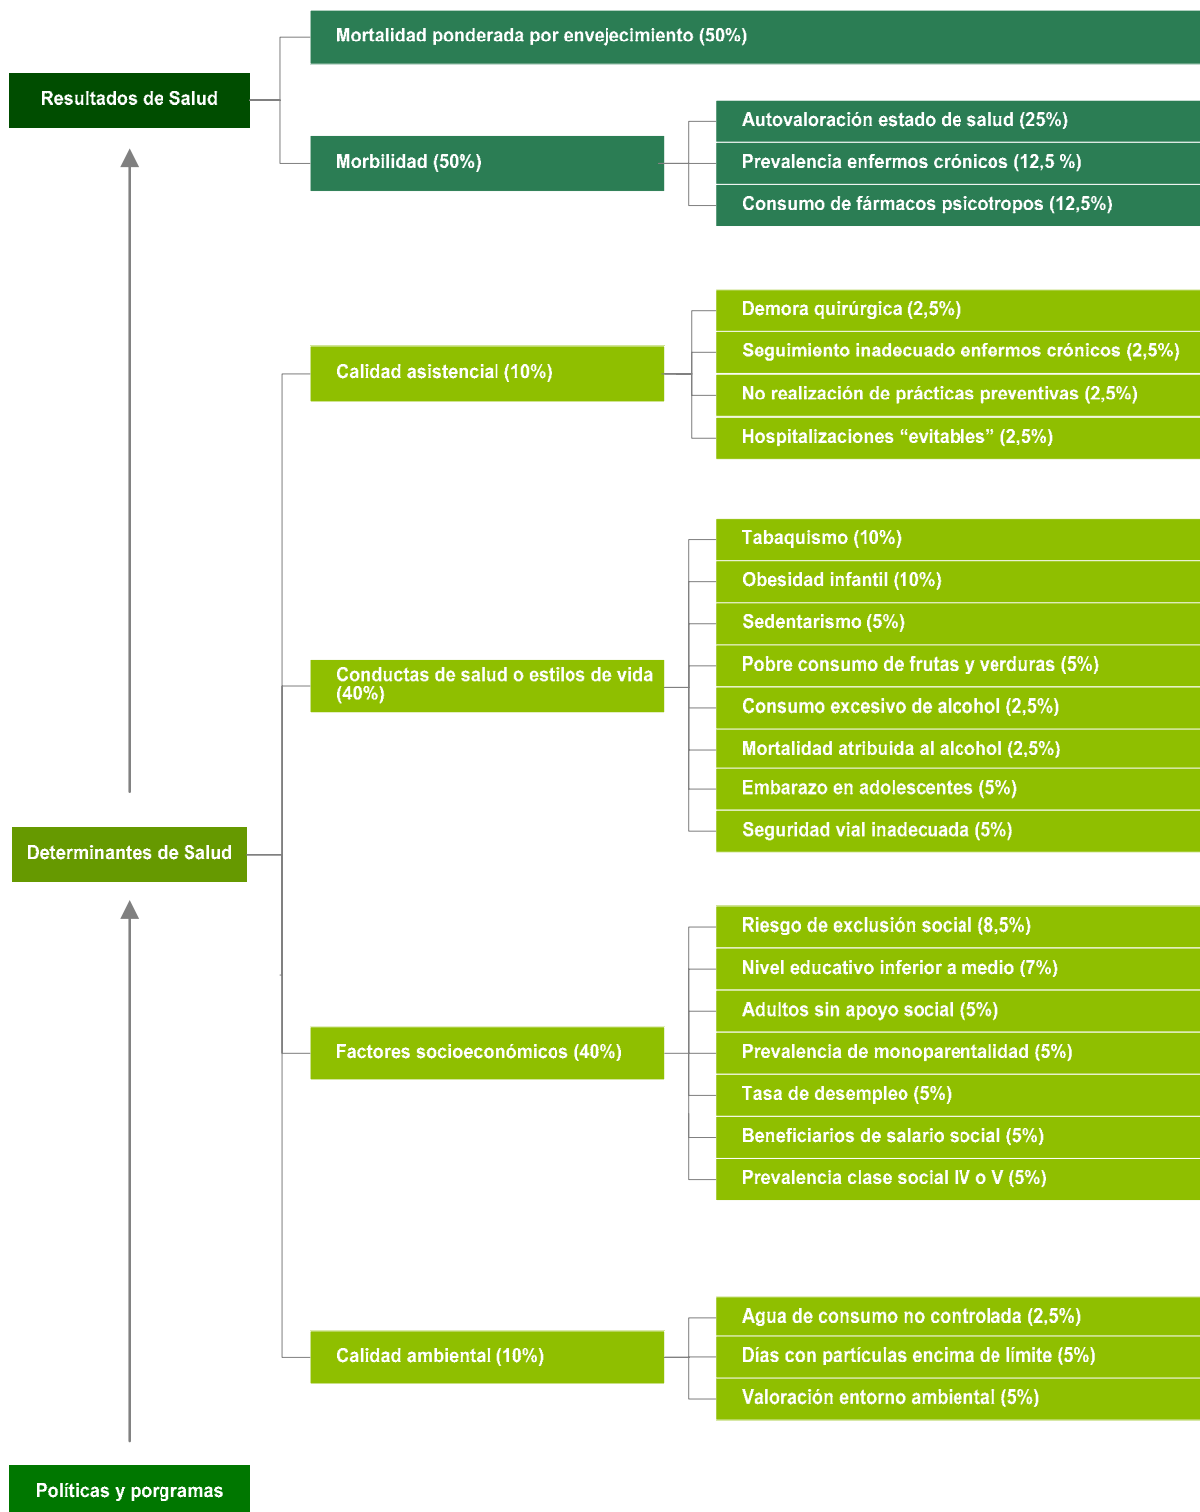 Resultados de Salud
Mortalidad ponderada por envejecimiento (50%)
Morbilidad (50%)
Autovaloración estado de salud (25%)
Prevalencia enfermos crónicos (12,5 %)
Consumo de fármacos psicotropos (12,5%)
Determinantes de Salud
Calidad asistencial (10%)
Demora quirúrgica (2,5%)
Seguimiento inadecuado enfermos crónicos (2,5%)
No realización de prácticas preventivas (2,5%)
Hospitalizaciones “evitables” (2,5%)
Conductas de salud o estilos de vida
(40%)
Tabaquismo (10%)
Obesidad infantil (10%)
Sedentarismo (5%)
Pobre consumo de frutas y verduras (5%)
Consumo excesivo de alcohol (2,5%)
Mortalidad atribuida al alcohol (2,5%)
Embarazo en adolescentes (5%)
Seguridad vial inadecuada (5%)
Factores socioeconómicos (40%)
Riesgo de exclusión social (8,5%)
Nivel educativo inferior a medio (7%)
Adultos sin apoyo social (5%)
Prevalencia de monoparentalidad (5%)
Tasa de desempleo (5%)
Beneficiarios de salario social (5%)
Prevalencia clase social IV o V (5%)
Calidad ambiental (10%)
Agua de consumo no controlada (2,5%)
Días con partículas encima de límite (5%)
Valoración entorno ambiental (5%)
Políticas y porgramas